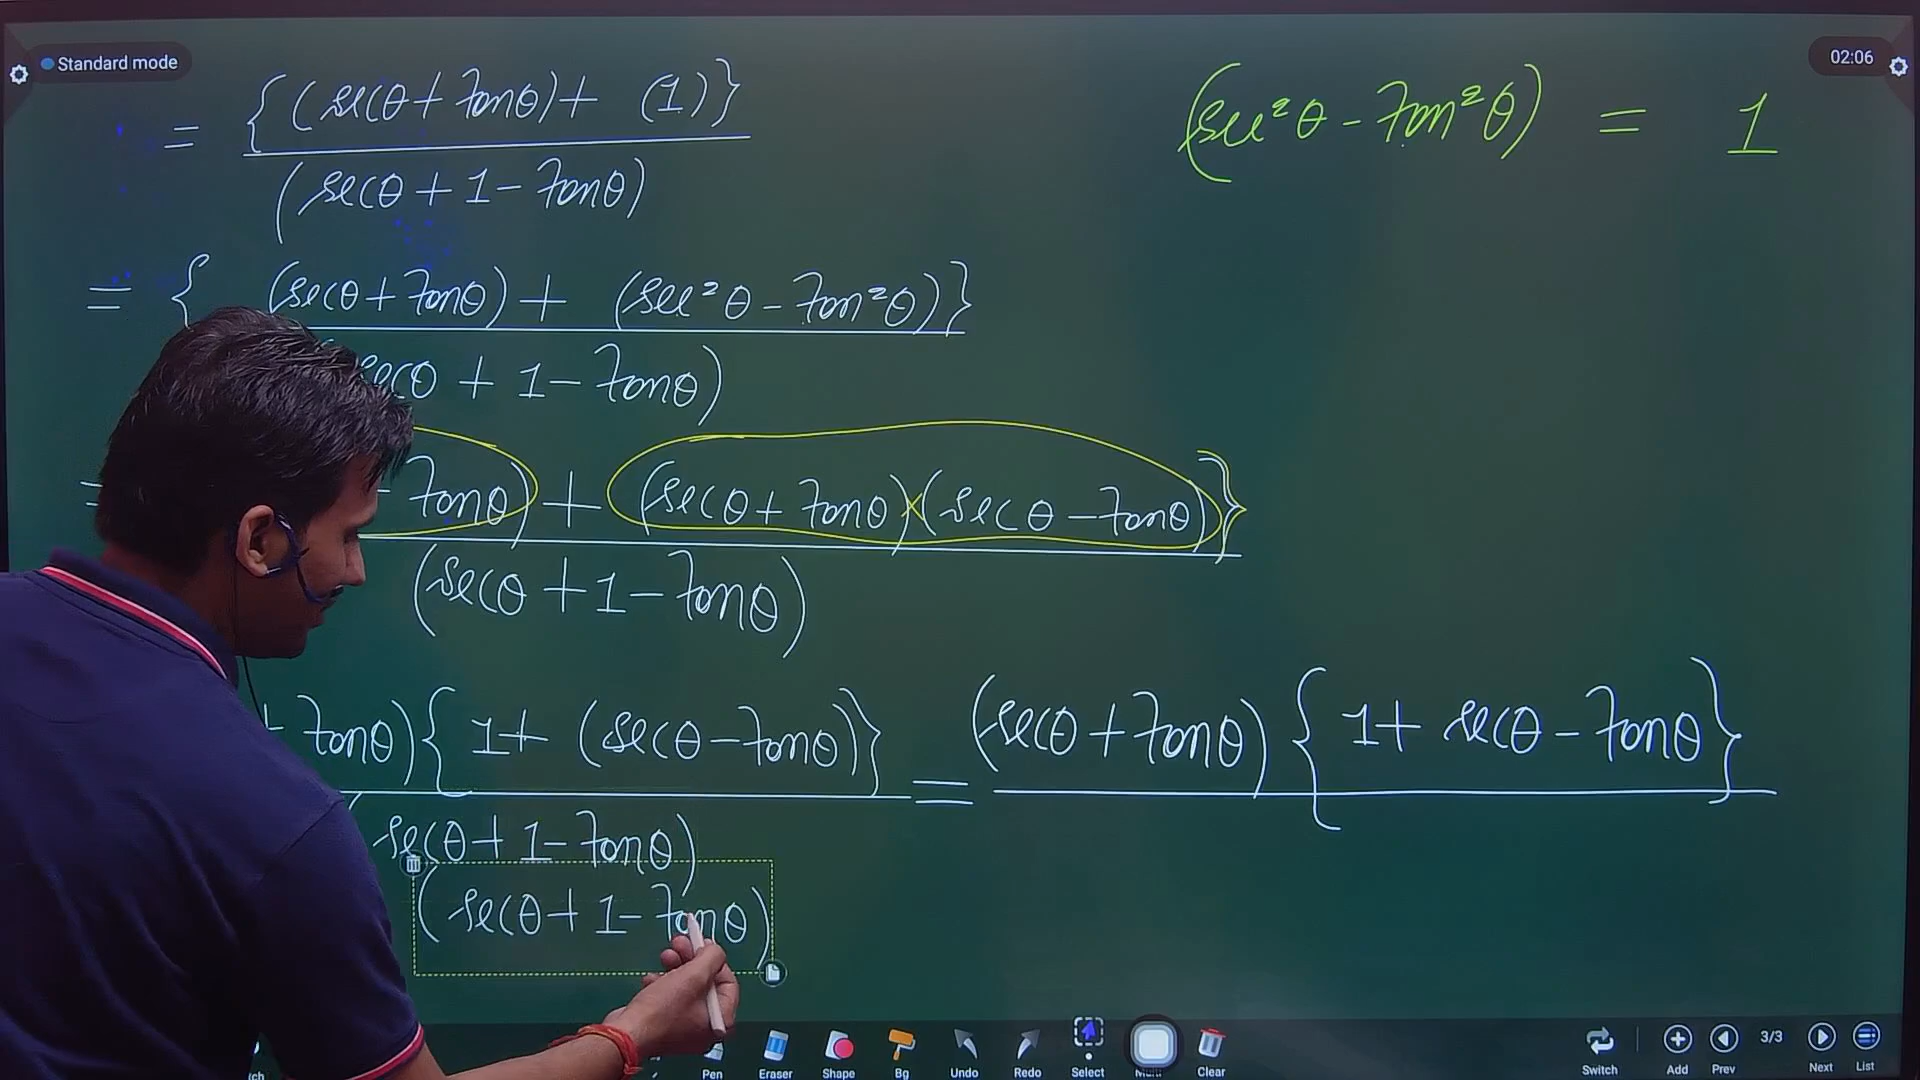 Standard mode
02:06
= {(secθ + tanθ) + (1)}
(secθ + 1 - tanθ)
(sec²θ - tan²θ) = 1
= { (secθ + tanθ) + (sec²θ - tan²θ)}
secθ + 1 - tanθ)
= tanθ) + (secθ + tanθ)×(secθ - tanθ)}
(secθ + 1 - tanθ)
+ tanθ){ 1 + (secθ - tanθ)} = (secθ + tanθ) { 1 + secθ - tanθ}
secθ + 1 - tanθ)
(secθ + 1 - tanθ)
Pen Eraser Shape Bg Undo Redo Select Clear Switch Add Prev 3/3 Next List